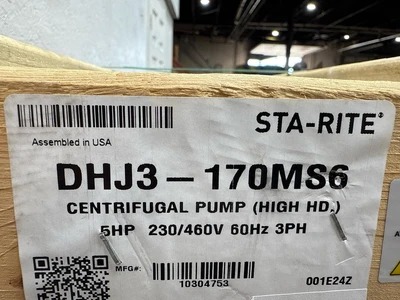 STA-RITE®
Assembled in USA
DHJ3 – 170MS6
CENTRIFUGAL PUMP (HIGH HD.)
5HP 230/460V 60Hz 3PH
MFG#:
10304753
001E24Z